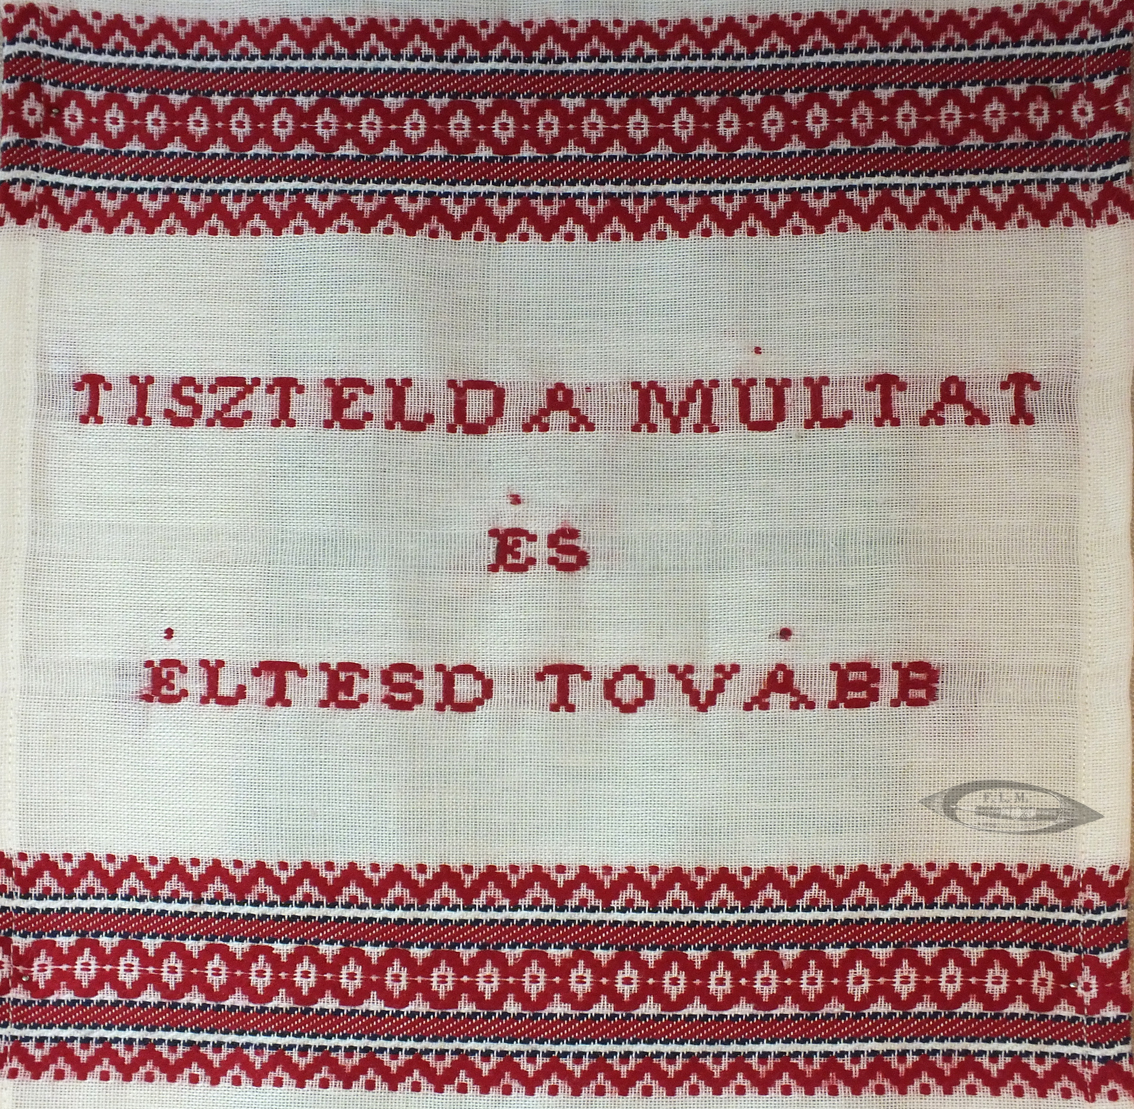 TISZTELD A MÚLTAT
ÉS
ÉLTESD TOVÁBB
F. L. M.